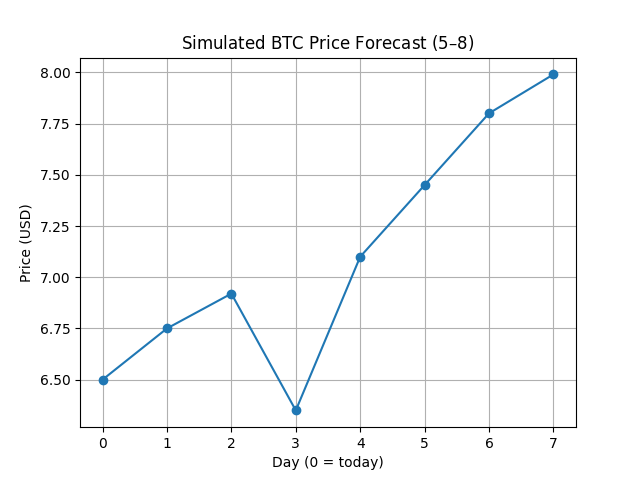 Simulated BTC Price Forecast (5–8)
8.00
7.75
7.50
7.25
7.00
6.75
6.50
Price (USD)
0 1 2 3 4 5 6 7
Day (0 = today)